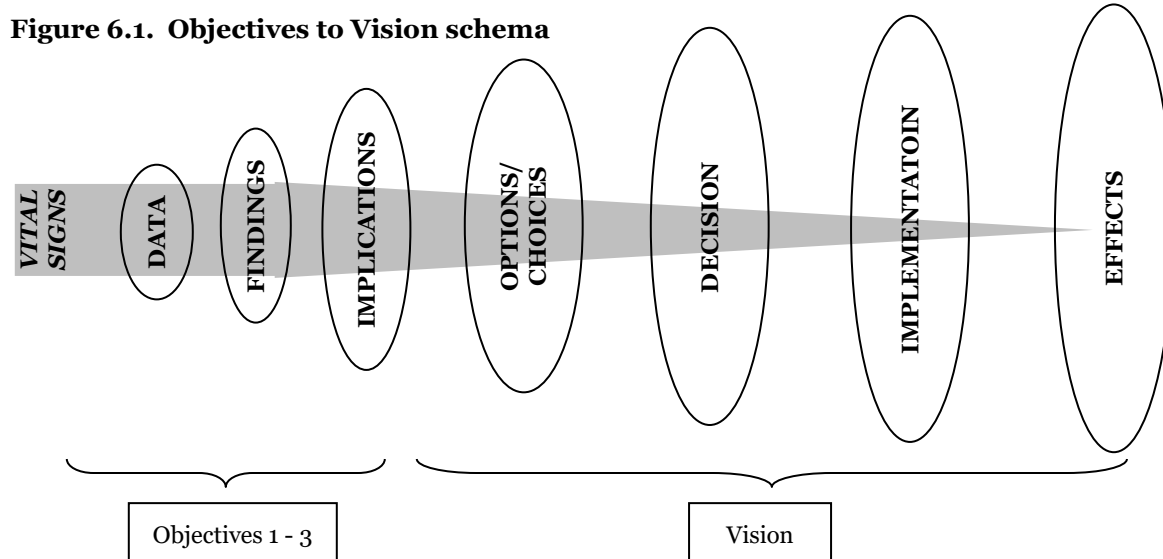 Figure 6.1. Objectives to Vision schema
VITAL
SIGNS
DATA
FINDINGS
IMPLICATIONS
OPTIONS/
CHOICES
DECISION
IMPLEMENTATOIN
EFFECTS
Objectives 1 - 3
Vision